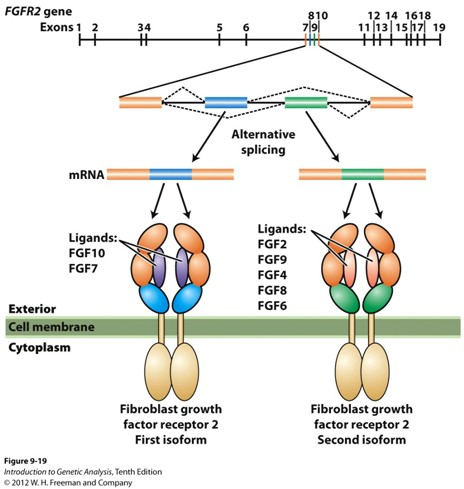 FGFR2 gene
Exons 1 2 34 5 6 7 8 9 10 11 12 13 14 15 16 17 18 19
Alternative
splicing
mRNA
Ligands:
FGF10
FGF7
Ligands:
FGF2
FGF9
FGF4
FGF8
FGF6
Exterior
Cell membrane
Cytoplasm
Fibroblast growth
factor receptor 2
First isoform
Fibroblast growth
factor receptor 2
Second isoform
Figure 9-19
Introduction to Genetic Analysis, Tenth Edition
© 2012 W. H. Freeman and Company